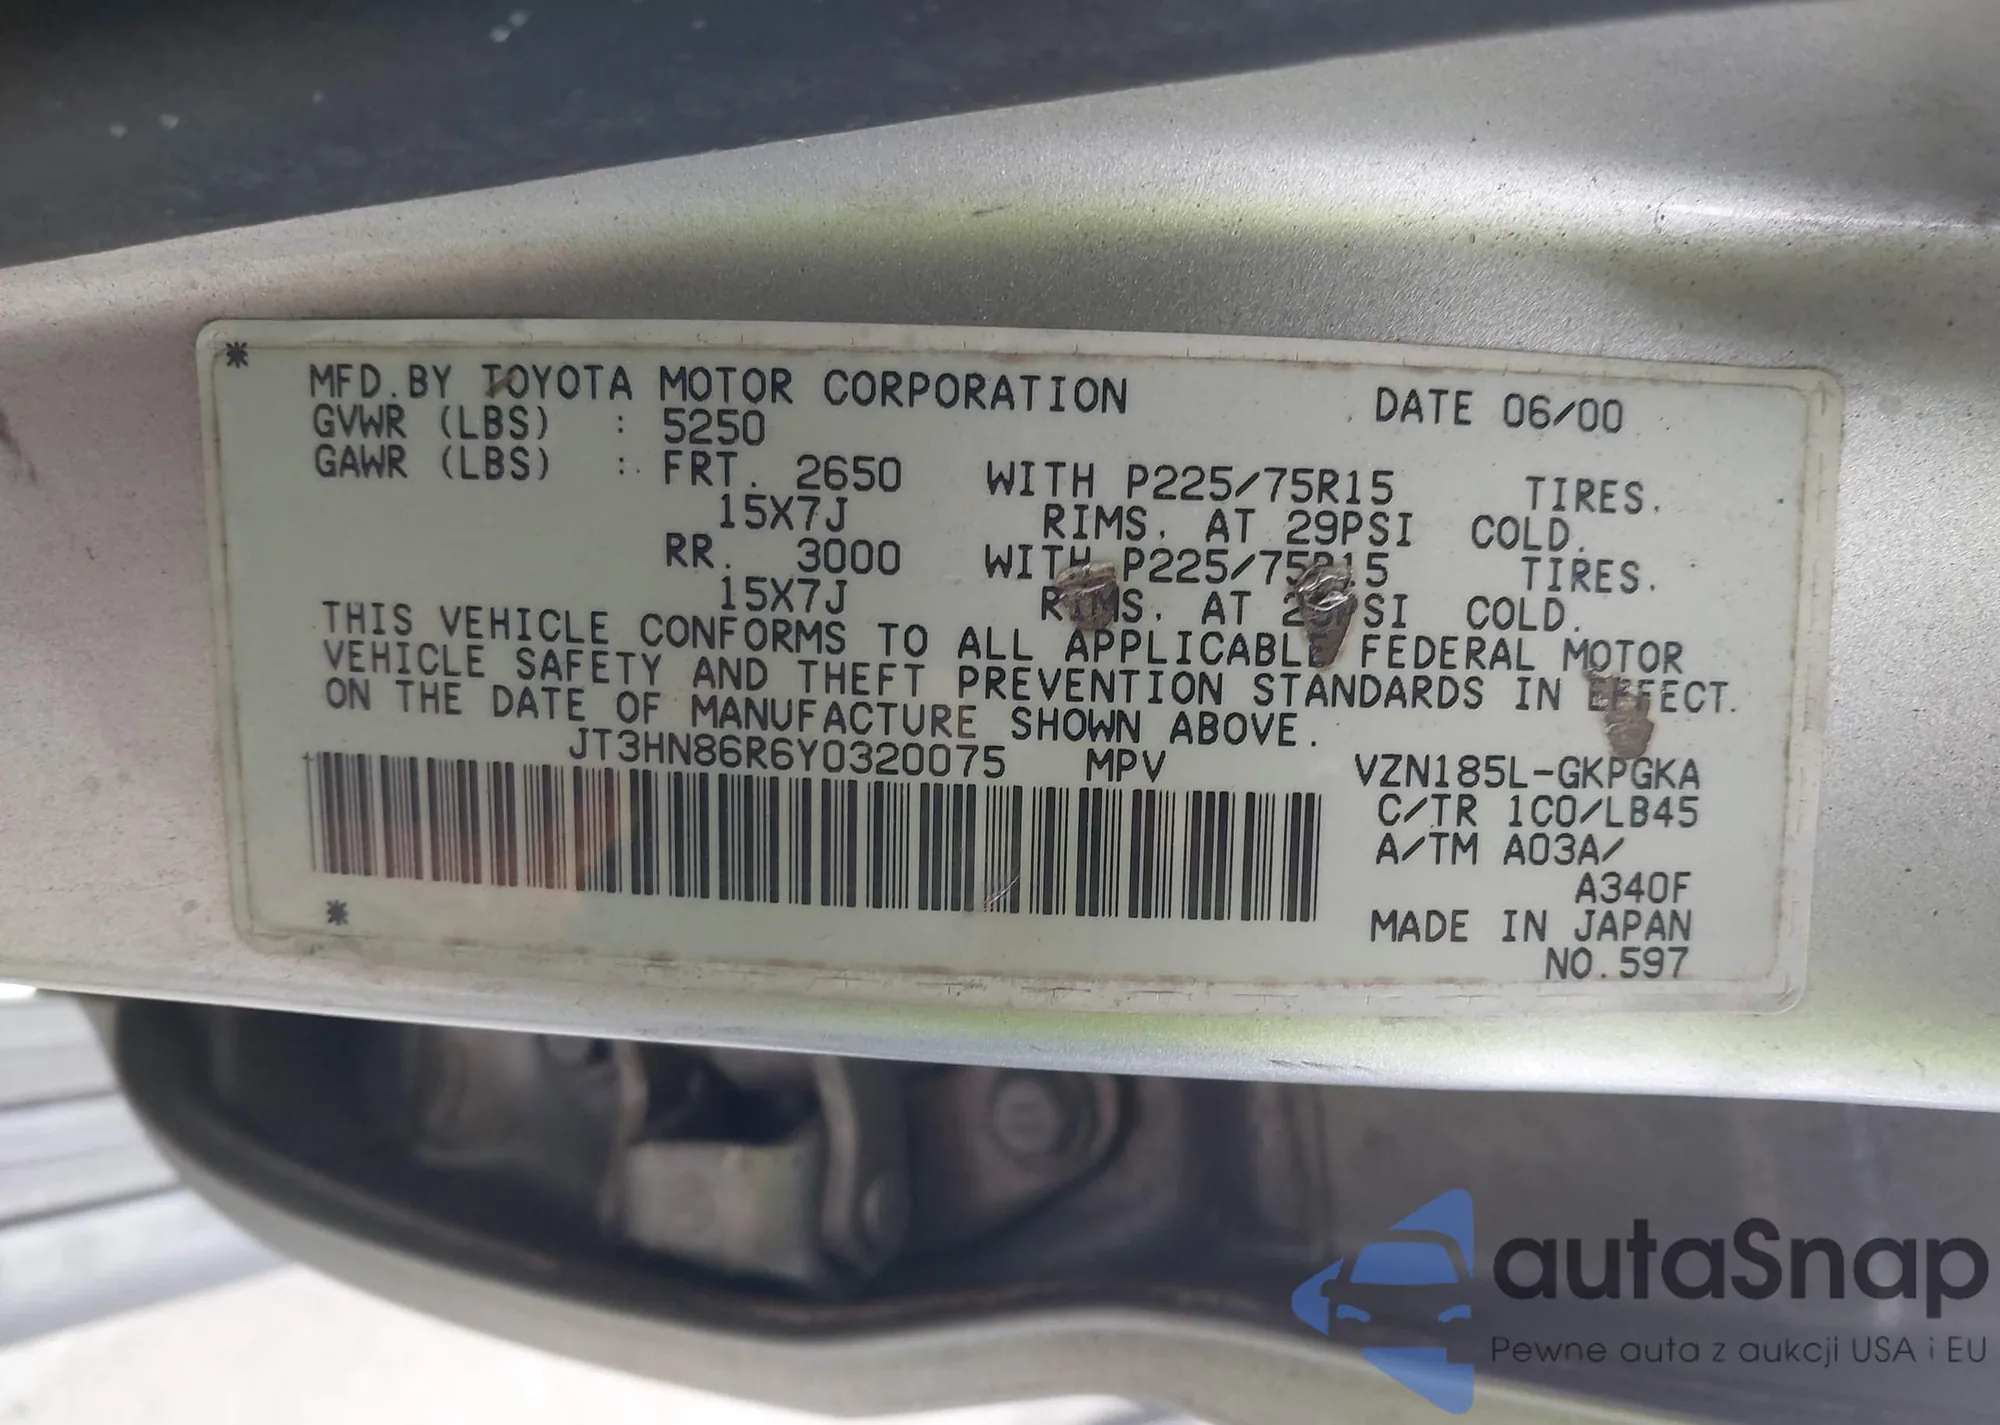 MFD.BY TOYOTA MOTOR CORPORATION DATE 06/00
GVWR (LBS) : 5250
GAWR (LBS) : FRT. 2650 WITH P225/75R15 TIRES.
15X7J RIMS. AT 29PSI COLD.
RR. 3000 WITH P225/75R15 TIRES.
15X7J RIMS. AT COLD.
THIS VEHICLE CONFORMS TO ALL APPLICABLE FEDERAL MOTOR
VEHICLE SAFETY AND THEFT PREVENTION STANDARDS IN EFFECT.
ON THE DATE OF MANUFACTURE SHOWN ABOVE.
JT3HN86R6Y0320075 MPV VZN185L-GKPGKA
C/TR 1C0/LB45
A/TM A03A/
A340F
MADE IN JAPAN
NO.597
autoSnap
Pewne auta z aukcji USA i EU